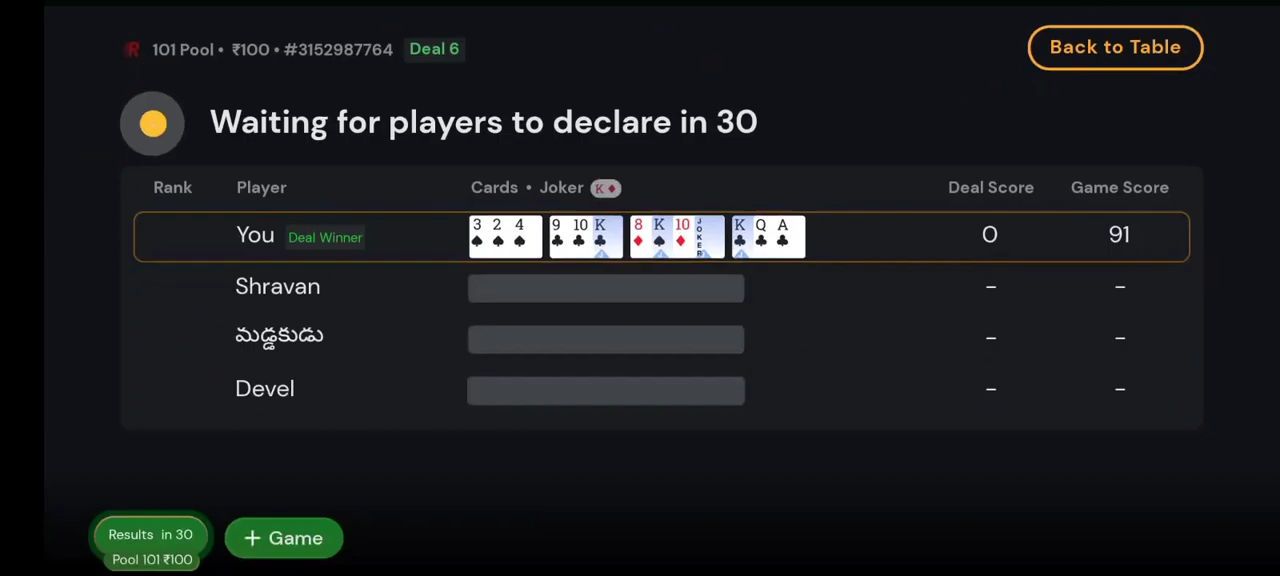 101 Pool • ₹100 • #3152987764 Deal 6
Back to Table
Waiting for players to declare in 30
Rank Player Cards • Joker K♦ Deal Score Game Score
You Deal Winner 3♠ 2♠ 4♠ 9♣ 10♣ K♣ 8♦ K♠ 10♦ JOKER K♣ Q♣ A♣ 0 91
Shravan – –
మడ్డకుడు – –
Devel – –
Results in 30
Pool 101 ₹100
+ Game